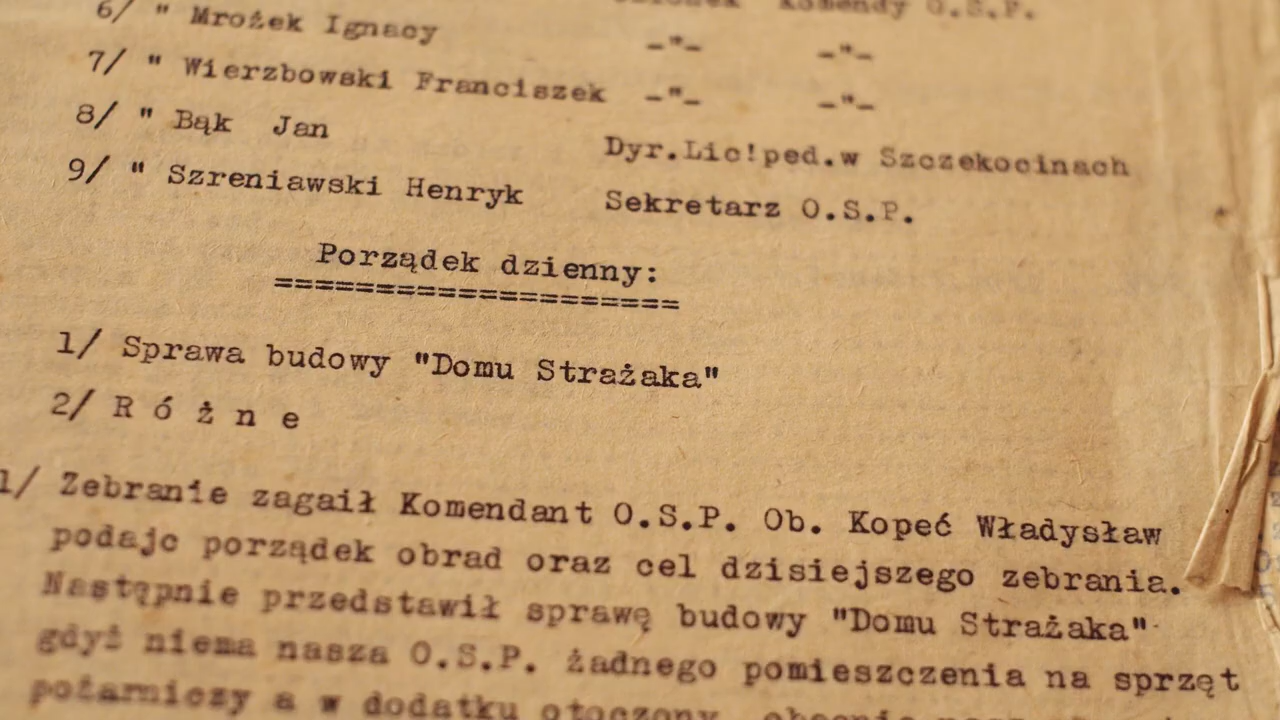 Komendy O.S.P.
6/ " Mrożek Ignacy -"- -"-
7/ " Wierzbowski Franciszek -"- -"-
8/ " Bąk Jan Dyr.Lic!ped.w Szczekocinach
9/ " Szreniawski Henryk Sekretarz O.S.P.
Porządek dzienny:
====================
1/ Sprawa budowy "Domu Strażaka"
2/ R ó ż n e
1/ Zebranie zagaił Komendant O.S.P. Ob. Kopeć Władysław
podajc porządek obrad oraz cel dzisiejszego zebrania.
Następnie przedstawił sprawę budowy "Domu Strażaka"
gdyż niema nasza O.S.P. żadnego pomieszczenia na sprzęt
pożarniczy a w dodatku otoczony